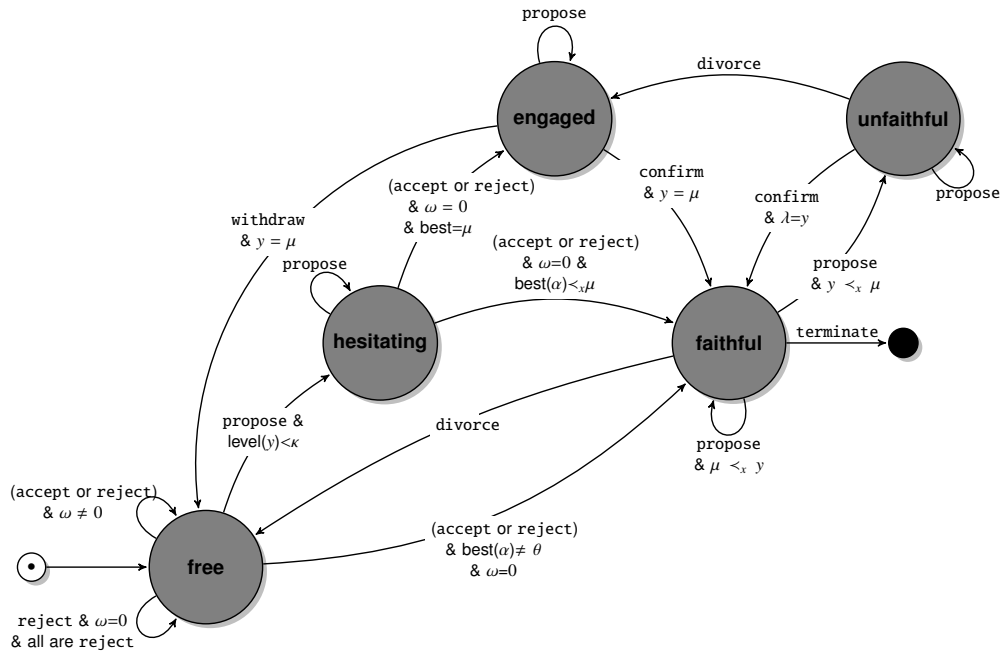 propose
divorce
engaged
unfaithful
(accept or reject)
& ω = 0
& best=μ
confirm
& y = μ
confirm
& λ=y
propose
withdraw
& y = μ
(accept or reject)
& ω=0 &
best(α)≺ₓμ
propose
& y ≺ₓ μ
propose
hesitating
faithful
terminate
propose &
level(y)<κ
divorce
propose
& μ ≺ₓ y
(accept or reject)
& ω ≠ 0
(accept or reject)
& best(α)≠ θ
& ω=0
free
reject & ω=0
& all are reject